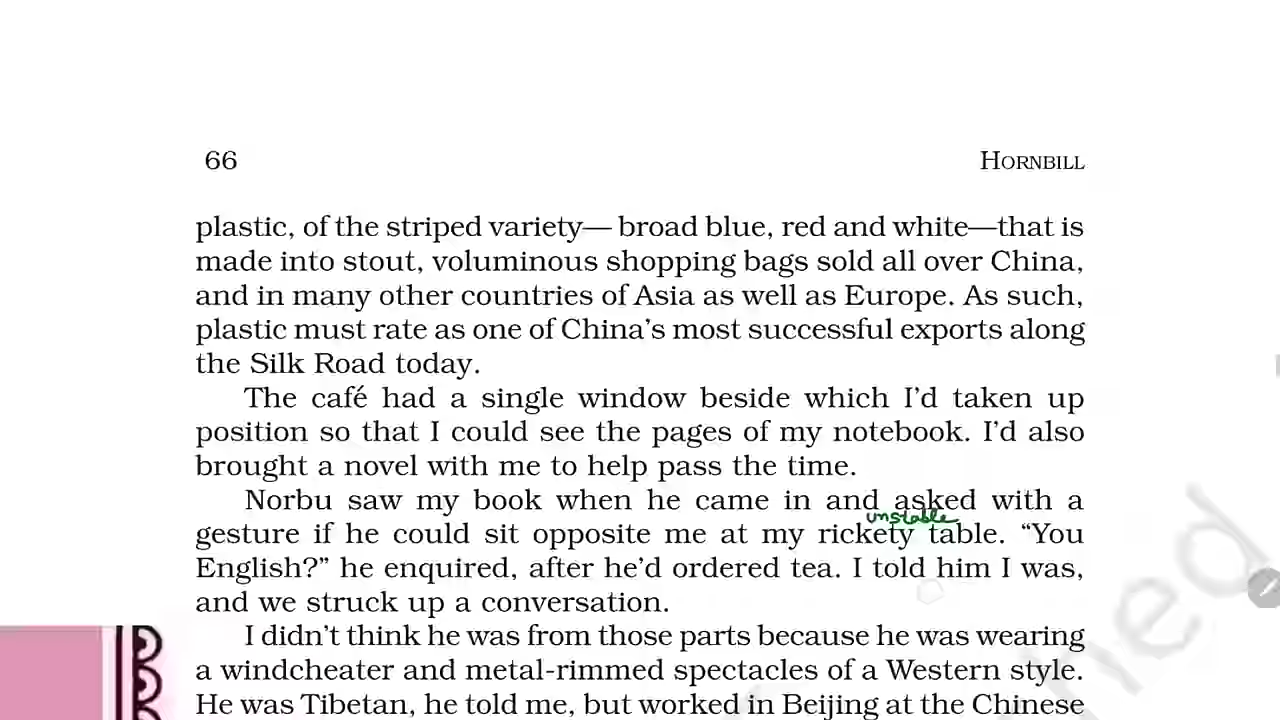 66 HORNBILL
plastic, of the striped variety— broad blue, red and white—that is
made into stout, voluminous shopping bags sold all over China,
and in many other countries of Asia as well as Europe. As such,
plastic must rate as one of China's most successful exports along
the Silk Road today.
The café had a single window beside which I'd taken up
position so that I could see the pages of my notebook. I'd also
brought a novel with me to help pass the time.
Norbu saw my book when he came in and asked with a
unstable
gesture if he could sit opposite me at my rickety table. “You
English?” he enquired, after he'd ordered tea. I told him I was,
and we struck up a conversation.
I didn't think he was from those parts because he was wearing
a windcheater and metal-rimmed spectacles of a Western style.
He was Tibetan, he told me, but worked in Beijing at the Chinese